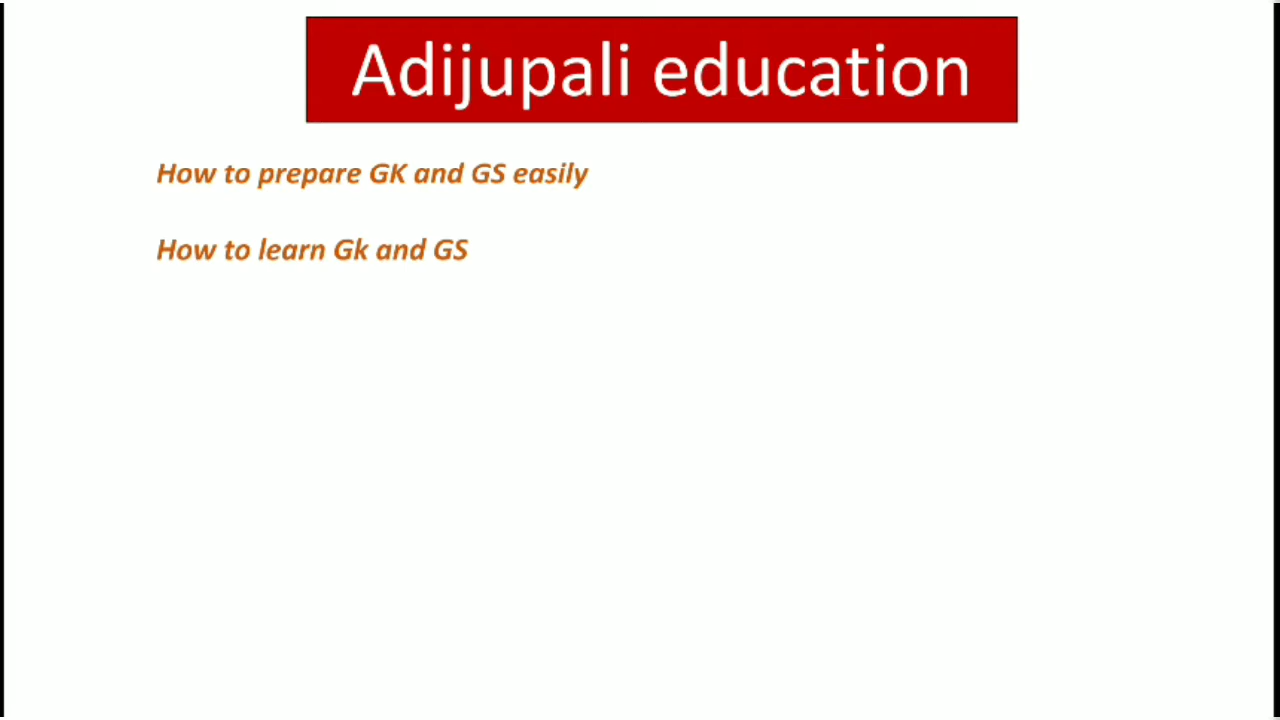 Adijupali education
How to prepare GK and GS easily
How to learn Gk and GS